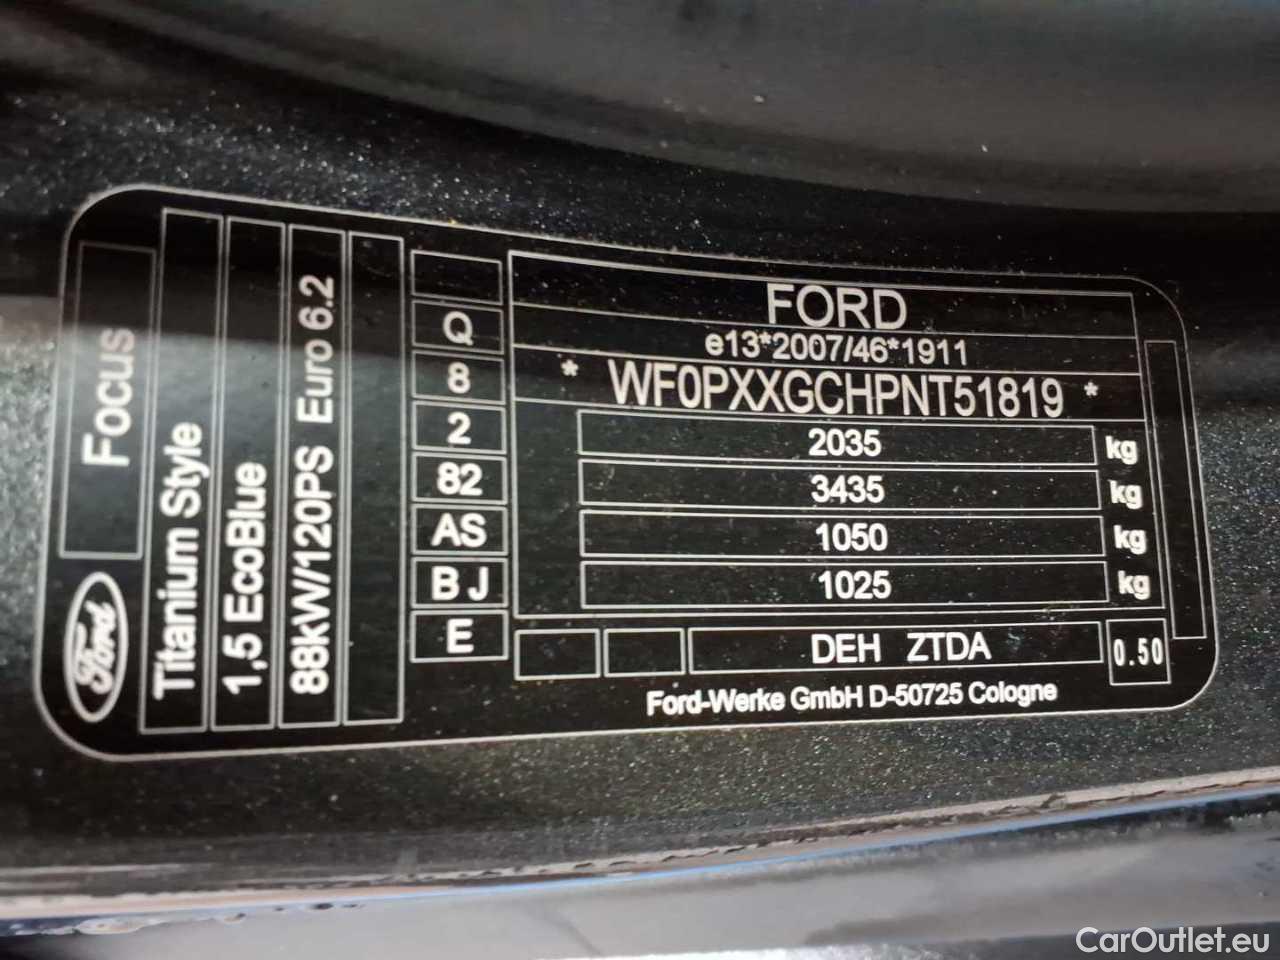 Focus
Ford
Titanium Style
1,5 EcoBlue
88kW/120PS Euro 6.2
Q
8
2
82
AS
B J
E
FORD
e13*2007/46*1911
* WF0PXXGCHPNT51819 *
2035 kg
3435 kg
1050 kg
1025 kg
DEH ZTDA
0.50
Ford-Werke GmbH D-50725 Cologne
CarOutlet.eu